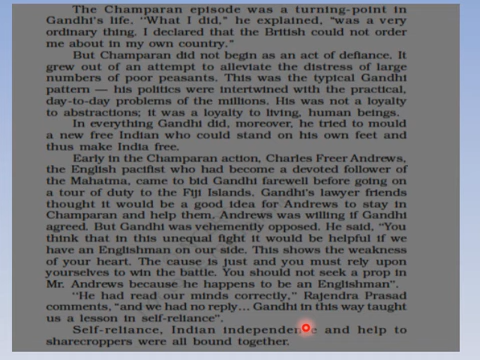 The Champaran episode was a turning-point in
Gandhi's life. "What I did," he explained, "was a very
ordinary thing. I declared that the British could not order
me about in my own country."
But Champaran did not begin as an act of defiance. It
grew out of an attempt to alleviate the distress of large
numbers of poor peasants. This was the typical Gandhi
pattern — his politics were intertwined with the practical,
day-to-day problems of the millions. His was not a loyalty
to abstractions; it was a loyalty to living, human beings.
In everything Gandhi did, moreover, he tried to mould
a new free Indian who could stand on his own feet and
thus make India free.
Early in the Champaran action, Charles Freer Andrews,
the English pacifist who had become a devoted follower of
the Mahatma, came to bid Gandhi farewell before going on
a tour of duty to the Fiji Islands. Gandhi's lawyer friends
thought it would be a good idea for Andrews to stay in
Champaran and help them. Andrews was willing if Gandhi
agreed. But Gandhi was vehemently opposed. He said, "You
think that in this unequal fight it would be helpful if we
have an Englishman on our side. This shows the weakness
of your heart. The cause is just and you must rely upon
yourselves to win the battle. You should not seek a prop in
Mr. Andrews because he happens to be an Englishman".
"He had read our minds correctly," Rajendra Prasad
comments, "and we had no reply... Gandhi in this way taught
us a lesson in self-reliance".
Self-reliance, Indian independence and help to
sharecroppers were all bound together.